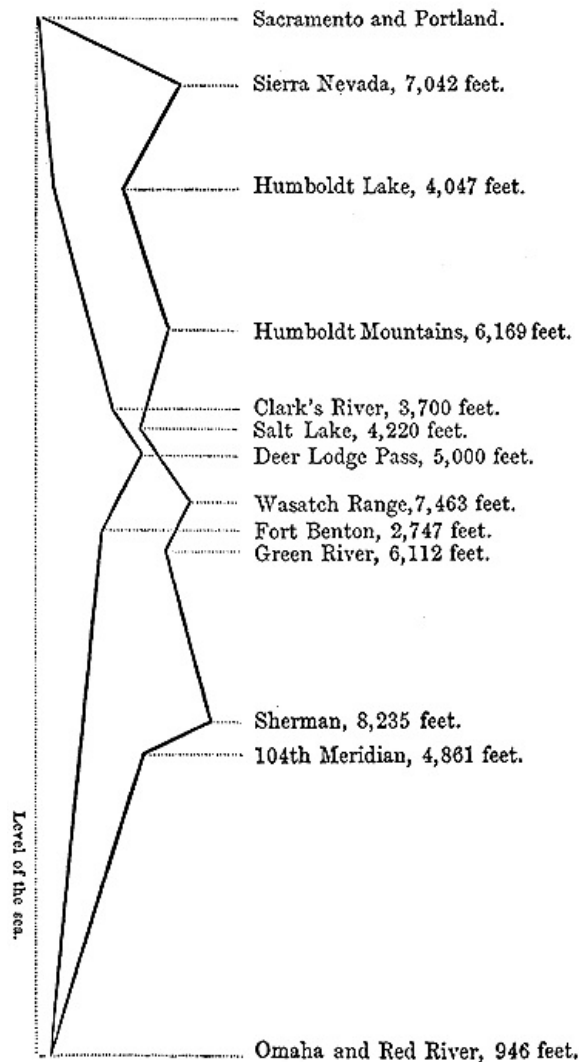 Sacramento and Portland.
Sierra Nevada, 7,042 feet.
Humboldt Lake, 4,047 feet.
Humboldt Mountains, 6,169 feet.
Clark's River, 3,700 feet.
Salt Lake, 4,220 feet.
Deer Lodge Pass, 5,000 feet.
Wasatch Range, 7,463 feet.
Fort Benton, 2,747 feet.
Green River, 6,112 feet.
Sherman, 8,235 feet.
104th Meridian, 4,861 feet.
Level of the sea.
Omaha and Red River, 946 feet.